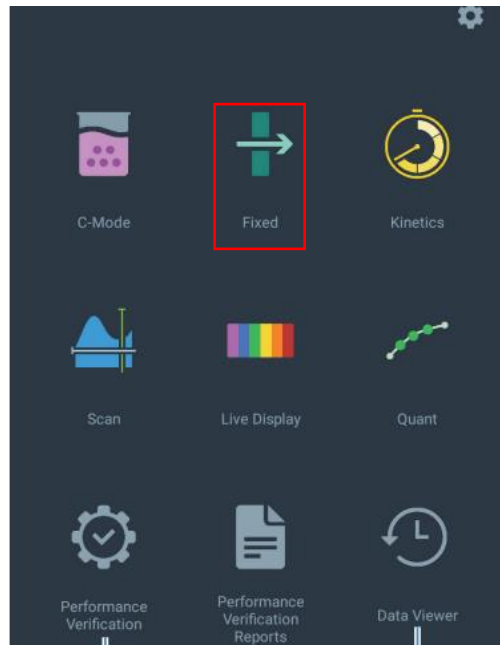 C-Mode
Fixed
Kinetics
Scan
Live Display
Quant
Performance
Verification
Performance
Verification
Reports
Data Viewer